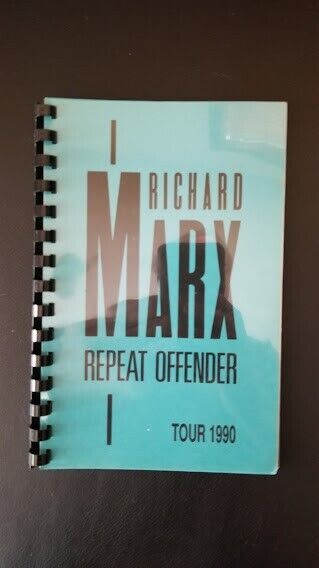 RICHARD
MARX
REPEAT OFFENDER
TOUR 1990